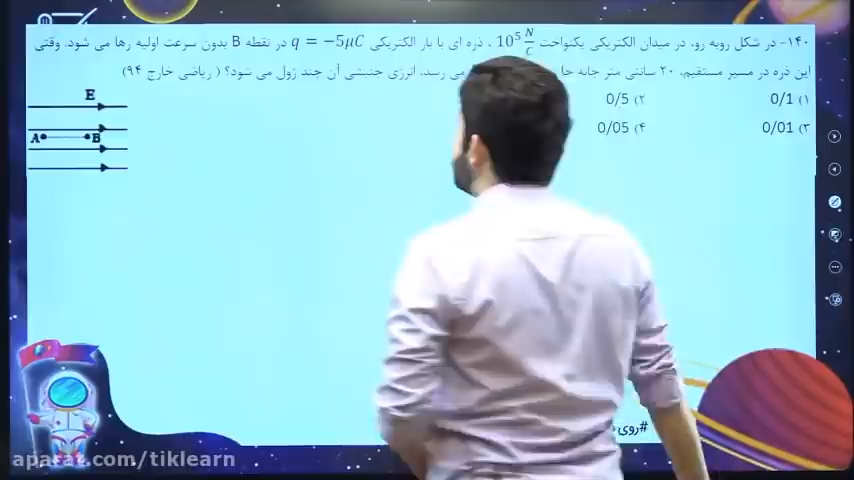 ۱۴۰- در شکل روبه رو، در میدان الکتریکی یکنواخت 10⁵ N/C ، ذره ای با بار الکتریکی q = −5μC در نقطه B بدون سرعت اولیه رها می شود. وقتی
این ذره در مسیر مستقیم، ۲۰ سانتی متر جابه جا می رسد. انرژی جنبشی آن چند ژول می شود؟ ( ریاضی خارج ۹۴)
۱) 0/1 ۲) 0/5
۳) 0/01 ۴) 0/05
E
A B
#روی
aparat.com/tiklearn